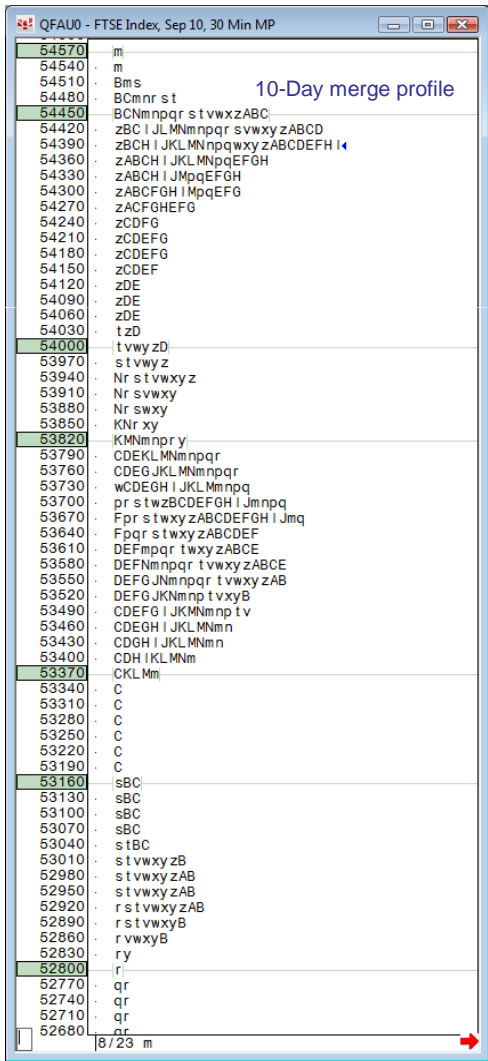 QFAU0 - FTSE Index, Sep 10, 30 Min MP
10-Day merge profile
54570 m
54540 m
54510 Bms
54480 BCmnrst
54450 BCNmnpqrstvwxzABC
54420 zBCIJLMNmnpqrsvwxyzABCD
54390 zBCHIJKLMNnpqwxyzABCDEFHI
54360 zABCHIJKLMNpqEFGH
54330 zABCHIJMpqEFGH
54300 zABCFGHIMpqEFG
54270 zACFGHEFG
54240 zCDFG
54210 zCDEFG
54180 zCDEFG
54150 zCDEF
54120 zDE
54090 zDE
54060 zDE
54030 tzD
54000 tvwyzD
53970 stvwyz
53940 Nrstvwxyz
53910 Nrsvwxy
53880 Nrswxy
53850 KNrxy
53820 KMNmnpry
53790 CDEKLMNmnpqr
53760 CDEGJKLMNmnpqr
53730 wCDEGHIJKLMmnpq
53700 prstwzBCDEFGHIJmnpq
53670 FprstwxyzABCDEFGHIJmq
53640 FpqrstwxyzABCDEF
53610 DEFmpqrtwxyzABCE
53580 DEFNmnpqrtvwxyzABCE
53550 DEFGJNmnpqrtvwxyzAB
53520 DEFGJKNmnptvxyB
53490 CDEFGIJKMNmnptv
53460 CDEGHIJKLMNmn
53430 CDGHIJKLMNmn
53400 CDHIKLMNm
53370 CKLMm
53340 C
53310 C
53280 C
53250 C
53220 C
53190 C
53160 sBC
53130 sBC
53100 sBC
53070 sBC
53040 stBC
53010 stvwxyzB
52980 stvwxyzAB
52950 stvwxyzAB
52920 rstvwxyzAB
52890 rstvwxyB
52860 rvwxyB
52830 ry
52800 r
52770 qr
52740 qr
52710 qr
52680 qr
8/23 m